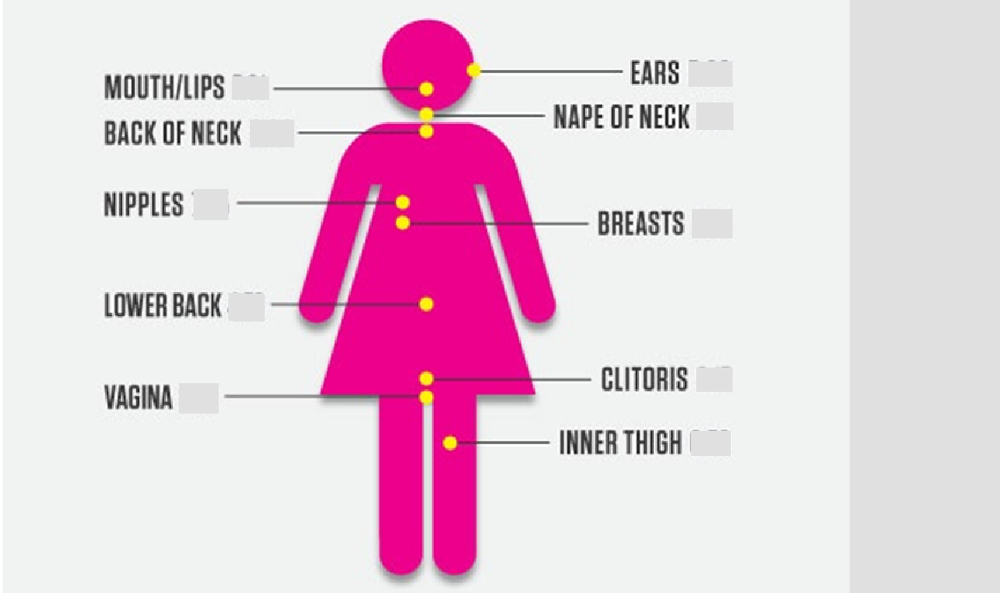 MOUTH/LIPS
EARS
NAPE OF NECK
BACK OF NECK
NIPPLES
BREASTS
LOWER BACK
CLITORIS
VAGINA
INNER THIGH